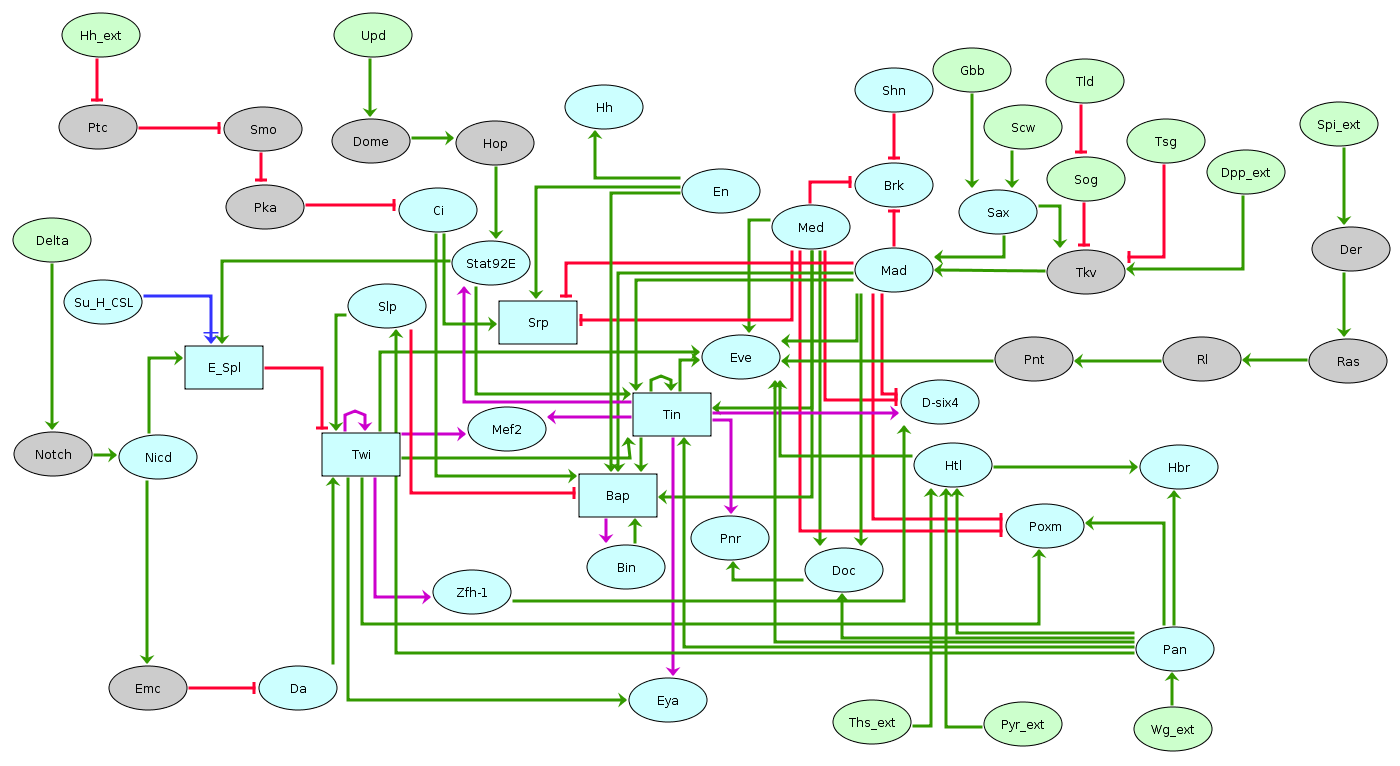 Hh_ext
Upd
Gbb
Tld
Shn
Hh
Spi_ext
Ptc
Smo
Scw
Dome
Hop
Tsg
Dpp_ext
Sog
Brk
En
Pka
Ci
Sax
Med
Delta
Der
Stat92E
Mad
Tkv
Su_H_CSL
Slp
Srp
Eve
Pnt
Rl
Ras
E_Spl
D-six4
Tin
Mef2
Notch
Nicd
Twi
Htl
Hbr
Bap
Poxm
Pnr
Bin
Doc
Zfh-1
Pan
Emc
Da
Eya
Ths_ext
Pyr_ext
Wg_ext